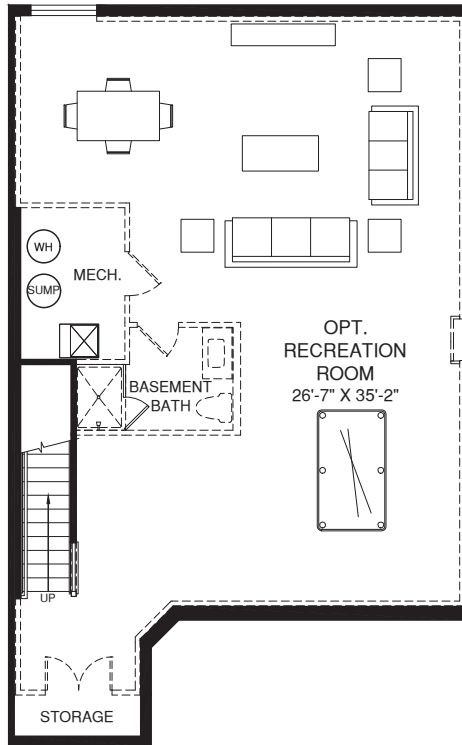 WH
MECH.
SUMP
OPT.
RECREATION
ROOM
26'-7" X 35'-2"
BASEMENT
BATH
UP
STORAGE